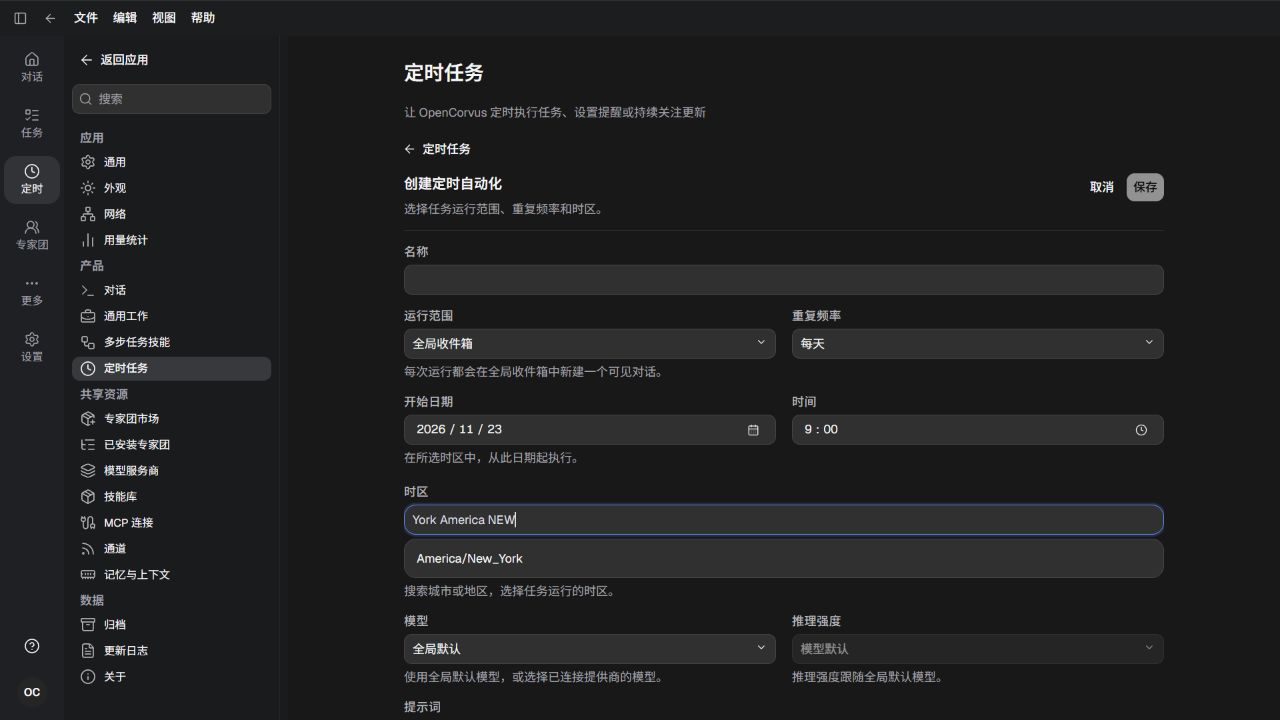 文件 编辑 视图 帮助
对话
任务
定时
专家团
更多
设置
OC
返回应用
搜索
应用
通用
外观
网络
用量统计
产品
对话
通用工作
多步任务技能
定时任务
共享资源
专家团市场
已安装专家团
模型服务商
技能库
MCP 连接
通道
记忆与上下文
数据
归档
更新日志
关于
定时任务
让 OpenCorvus 定时执行任务、设置提醒或持续关注更新
定时任务
创建定时自动化
取消 保存
选择任务运行范围、重复频率和时区。
名称
运行范围 重复频率
全局收件箱 每天
每次运行都会在全局收件箱中新建一个可见对话。
开始日期 时间
2026 / 11 / 23 9 : 00
在所选时区中，从此日期起执行。
时区
York America NEW
America/New_York
搜索城市或地区，选择任务运行的时区。
模型 推理强度
全局默认 模型默认
使用全局默认模型，或选择已连接提供商的模型。 推理强度跟随全局默认模型。
提示词